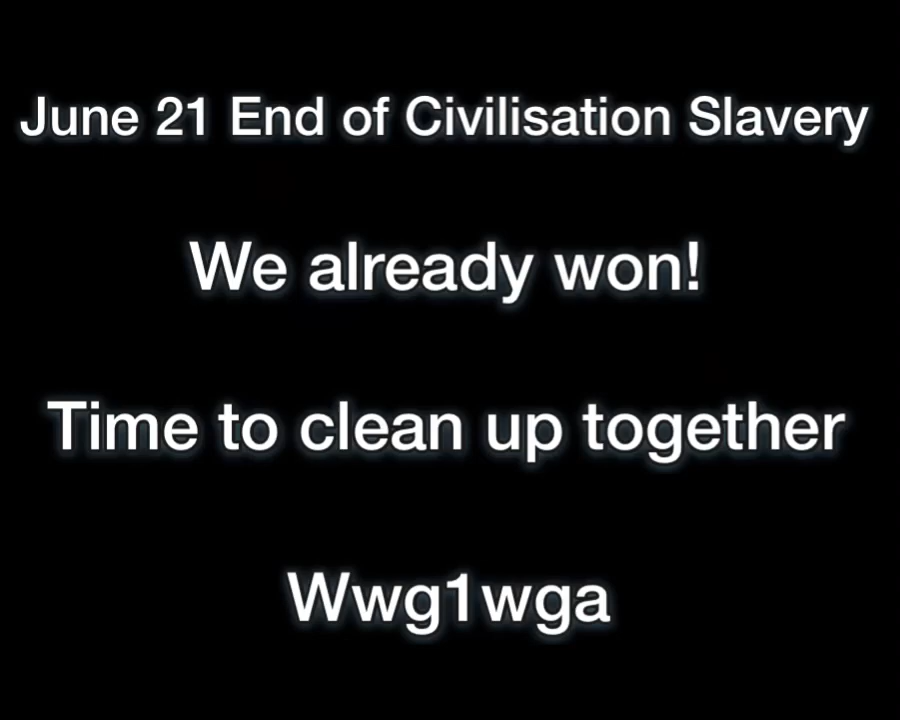 June 21 End of Civilisation Slavery
We already won!
Time to clean up together
Wwg1wga